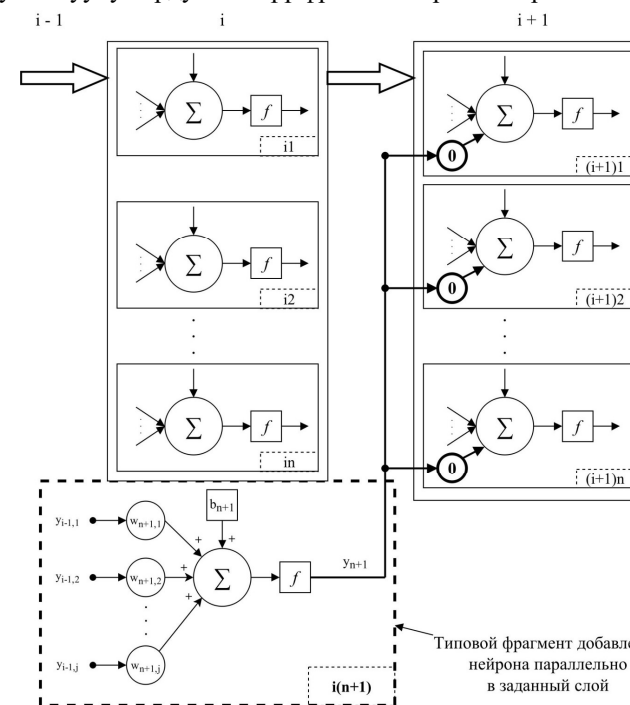 i - 1 i i + 1
Σ f i1
Σ f i2
Σ f in
0 Σ f (i+1)1
0 Σ f (i+1)2
0 Σ f (i+1)n
b n+1
y i-1,1 w n+1,1 +
+
y i-1,2 w n+1,2 + Σ f y n+1
+
y i-1,j w n+1,j
i(n+1)
Типовой фрагмент
нейрона параллельно
в заданный слой